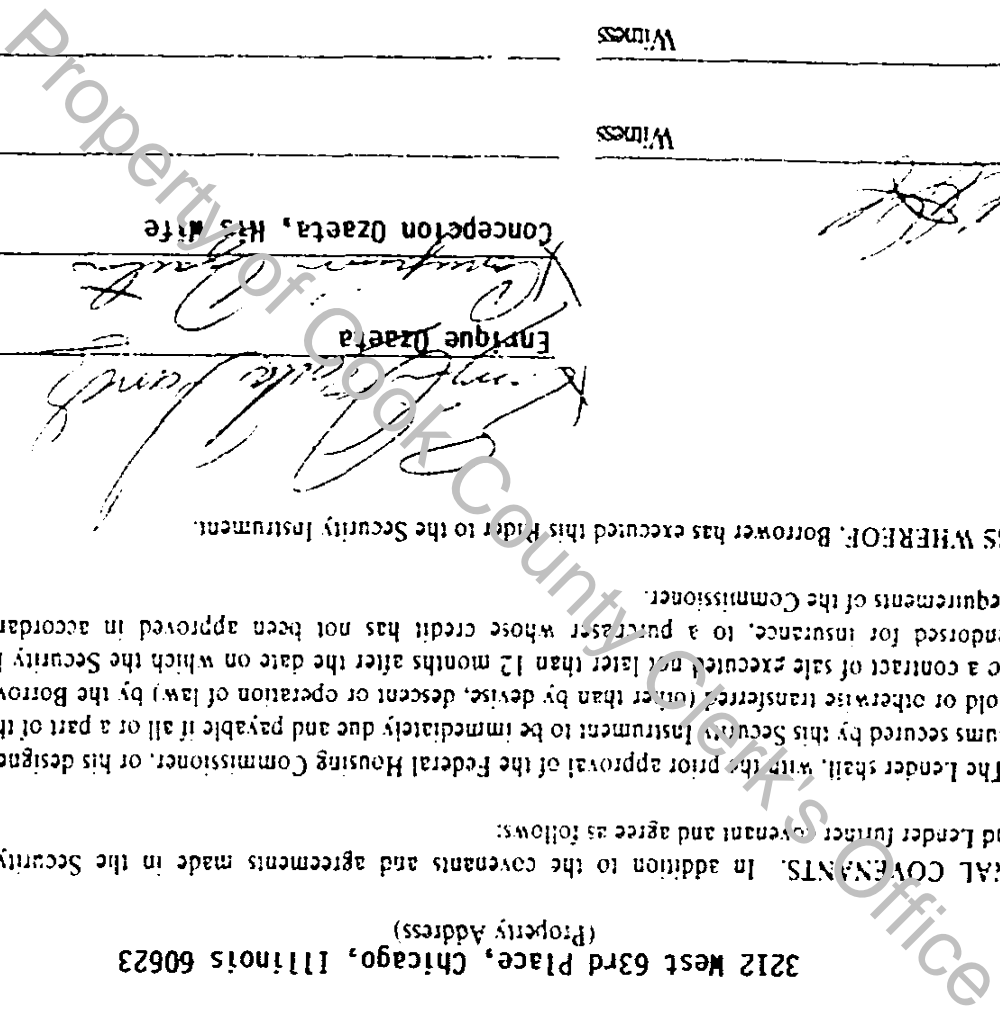 3212 West 63rd Place, Chicago, Illinois 60623
(Property Address)
RAL COVENANTS. In addition to the covenants and agreements made in the Security
nd Lender further covenant and agree as follows:
The Lender shall, with the prior approval of the Federal Housing Commissioner, or his designe
sums secured by this Security Instrument to be immediately due and payable if all or a part of th
old or otherwise transferred (other than by devise, descent or operation of law) by the Borrow
o a contract of sale executed not later than 12 months after the date on which the Security I
ndorsed for insurance, to a purchaser whose credit has not been approved in accordan
equirements of the Commissioner.
SS WHEREOF, Borrower has executed this Rider to the Security Instrument.
Enrique Ozaeta
Concepcion Ozaeta, His Wife
Witness
Witness
Property of Cook County Clerk's Office